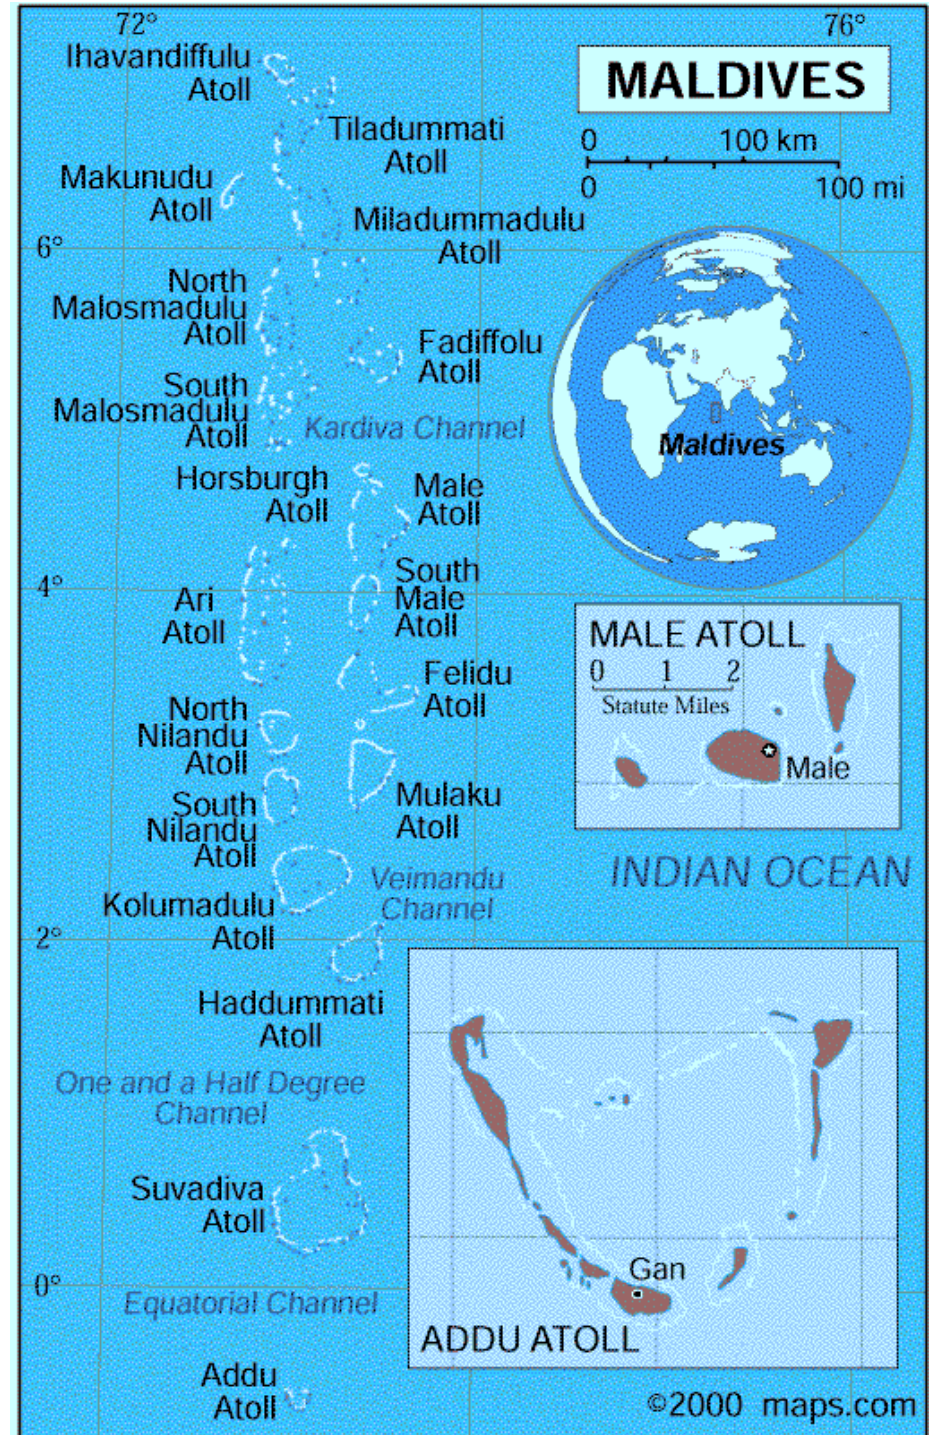 72°
76°
Ihavandiffulu
Atoll
MALDIVES
Tiladummati
Atoll
0 100 km
0 100 mi
Makunudu
Atoll
Miladummadulu
Atoll
6°
North
Malosmadulu
Atoll
Fadiffolu
Atoll
South
Malosmadulu
Atoll
Kardiva Channel
Maldives
Horsburgh
Atoll
Male
Atoll
4°
South
Male
Atoll
Ari
Atoll
MALE ATOLL
0 1 2
Statute Miles
Male
Felidu
Atoll
North
Nilandu
Atoll
Mulaku
Atoll
South
Nilandu
Atoll
INDIAN OCEAN
Veimandu
Channel
Kolumadulu
Atoll
2°
Haddummati
Atoll
One and a Half Degree
Channel
Suvadiva
Atoll
Gan
ADDU ATOLL
0°
Equatorial Channel
Addu
Atoll
©2000 maps.com